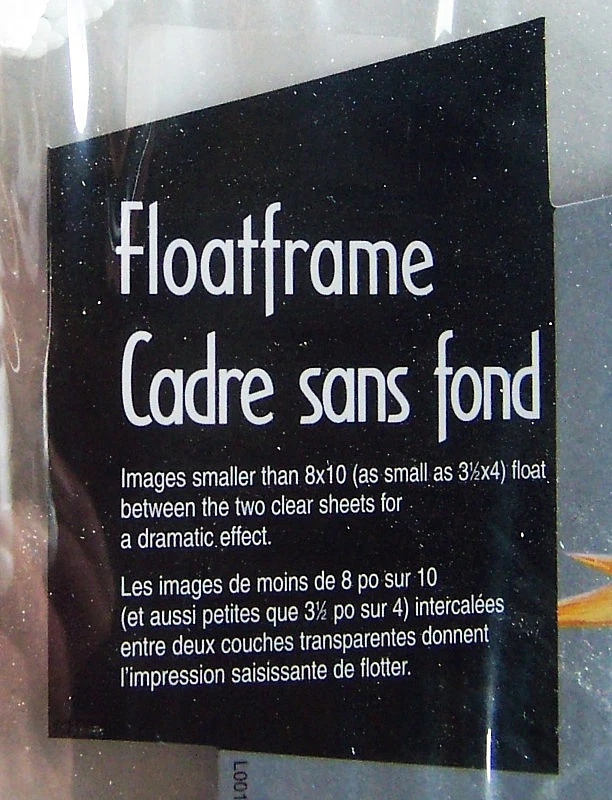 Floatframe
Cadre sans fond
Images smaller than 8x10 (as small as 3½x4) float
between the two clear sheets for
a dramatic effect.
Les images de moins de 8 po sur 10
(et aussi petites que 3½ po sur 4) intercalées
entre deux couches transparentes donnent
l'impression saisissante de flotter.
L001